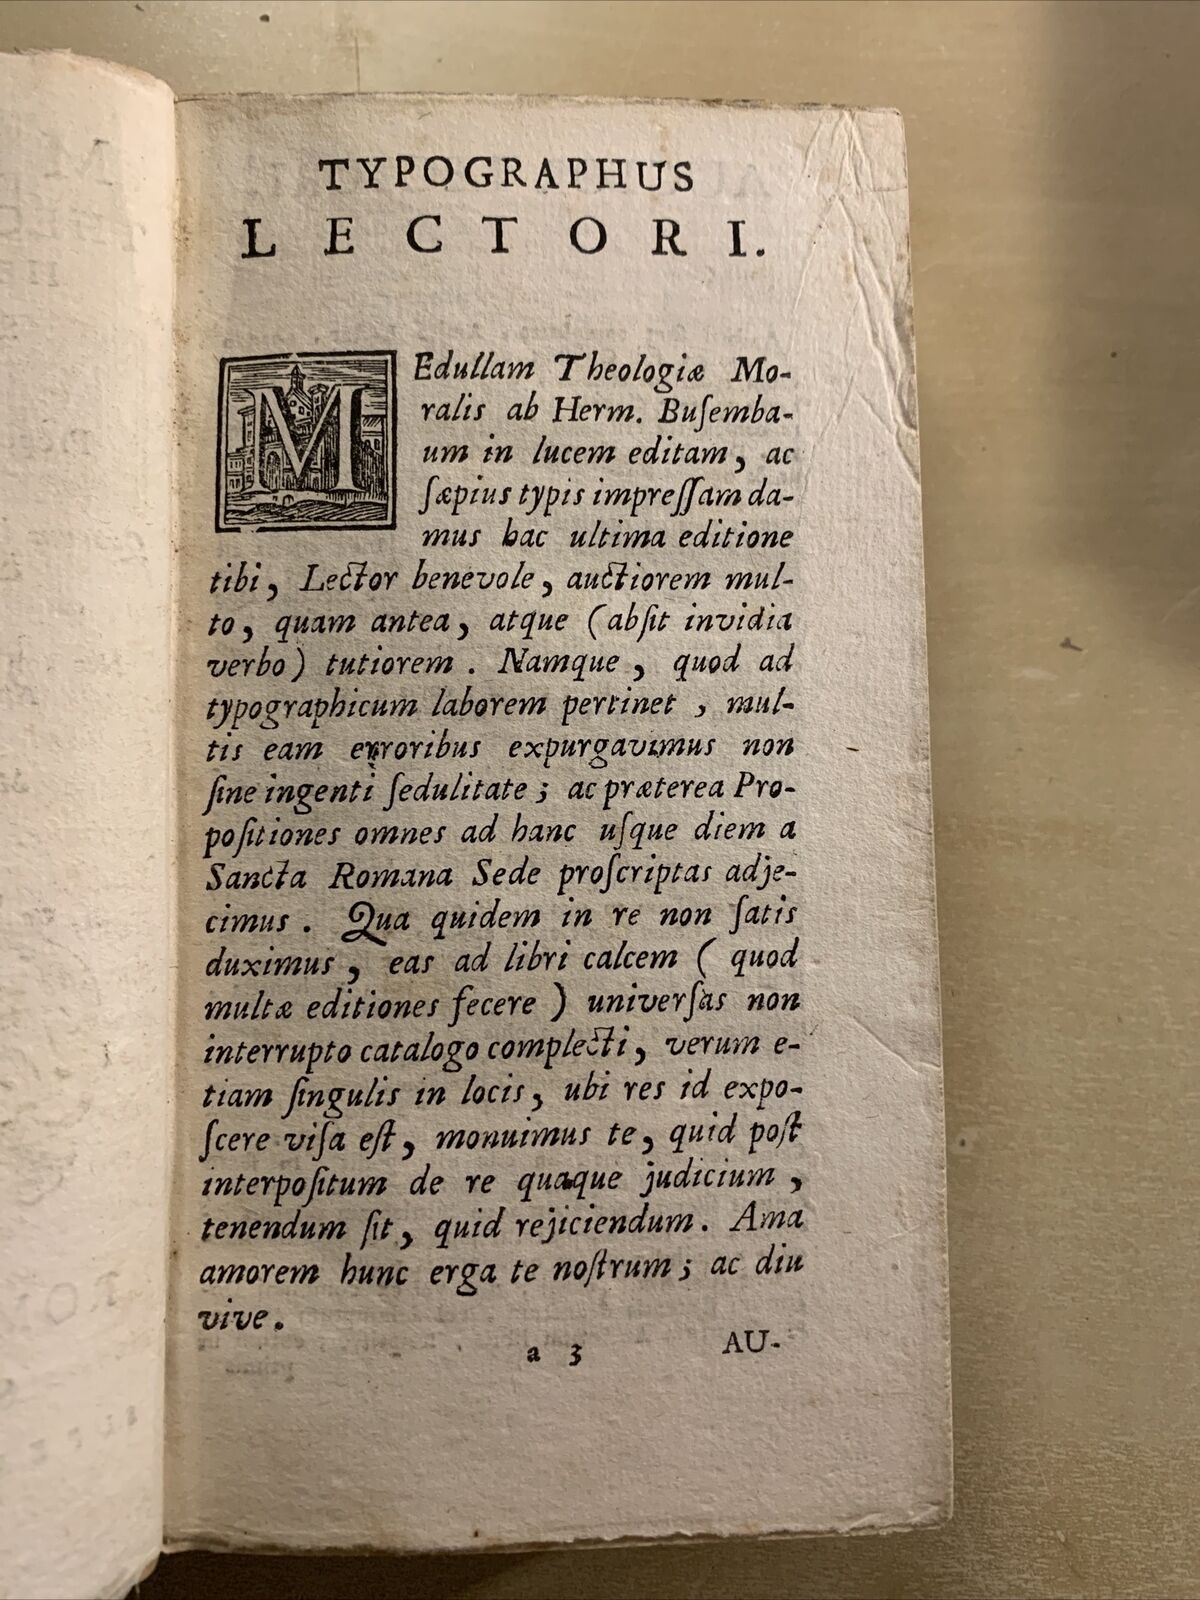 TYPOGRAPHUS
LECTORI.
MEdullam Theologiæ Mo-
ralis ab Herm. Buſemba-
um in lucem editam, ac
ſæpius typis impreſſam da-
mus hac ultima editione
tibi, Lector benevole, auctiorem mul-
to, quam antea, atque (abſit invidia
verbo) tutiorem. Namque, quod ad
typographicum laborem pertinet, mul-
tis eam erroribus expurgavimus non
ſine ingenti ſedulitate; ac præterea Pro-
poſitiones omnes ad hanc uſque diem a
Sancta Romana Sede proſcriptas adje-
cimus. Qua quidem in re non ſatis
duximus, eas ad libri calcem (quod
multæ editiones fecere) univerſas non
interrupto catalogo complecti, verum e-
tiam ſingulis in locis, ubi res id expo-
ſcere viſa eſt, monuimus te, quid poſt
interpoſitum de re quaque judicium,
tenendum ſit, quid rejiciendum. Ama
amorem hunc erga te noſtrum; ac diu
vive.
a 3 AU-